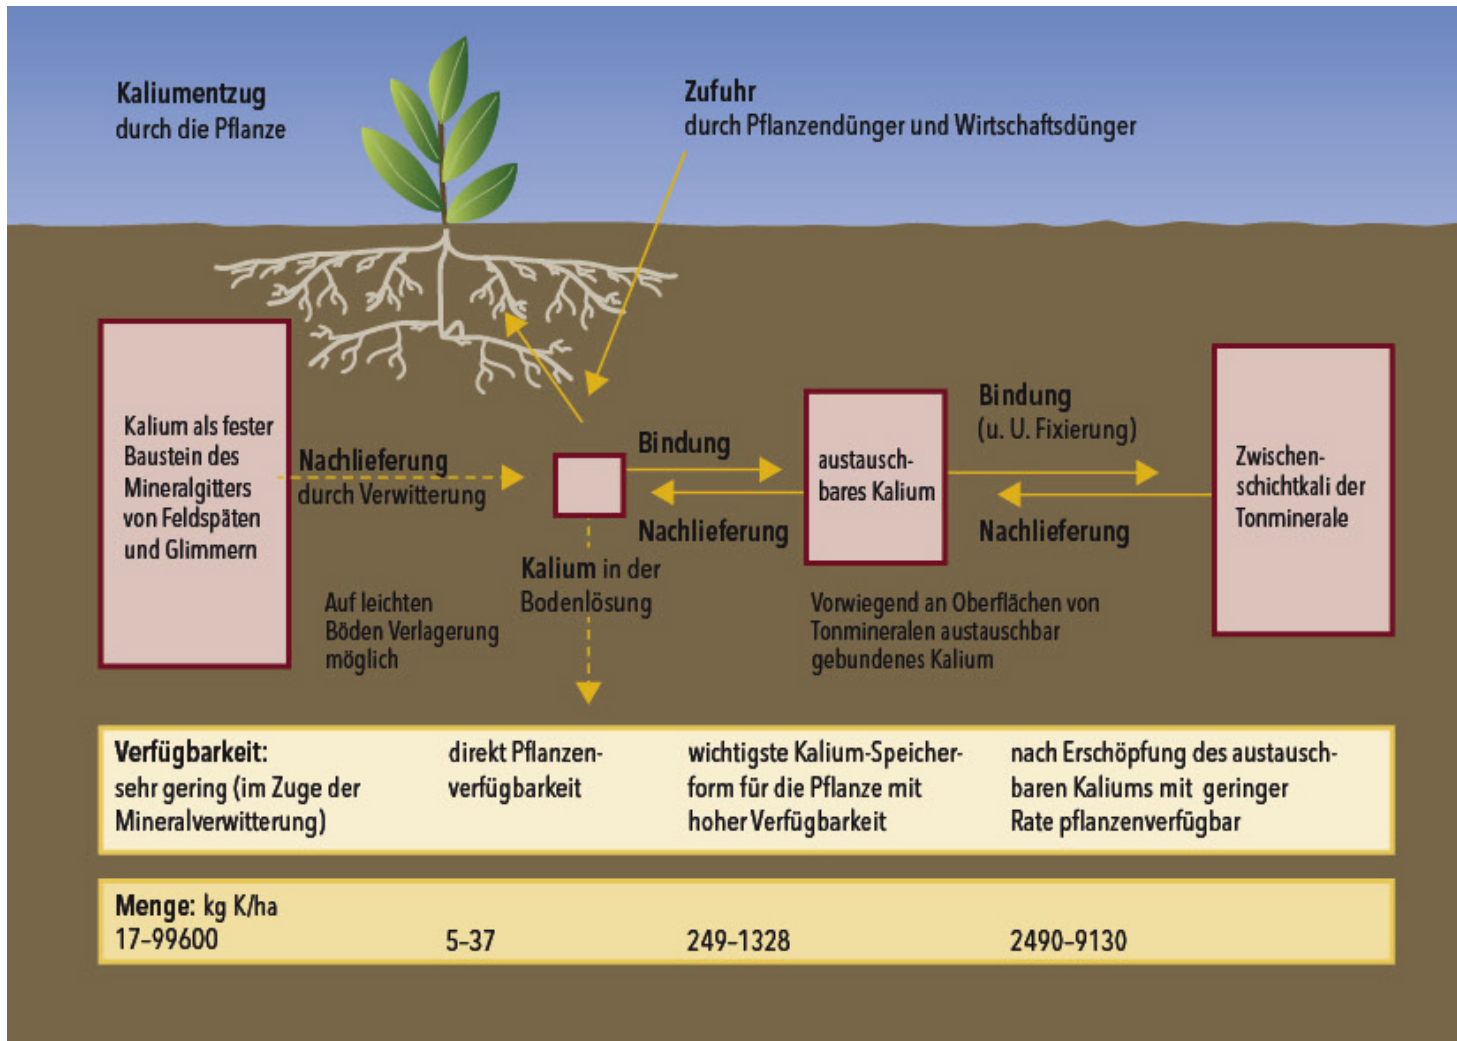 Kaliumentzug
durch die Pflanze
Zufuhr
durch Pflanzendünger und Wirtschaftsdünger
Kalium als fester
Baustein des
Mineralgitters
von Feldspäten
und Glimmern
Nachlieferung
durch Verwitterung
Bindung
Nachlieferung
austausch-
bares Kalium
Bindung
(u. U. Fixierung)
Nachlieferung
Zwischen-
schichtkali der
Tonminerale
Kalium in der
Bodenlösung
Auf leichten
Böden Verlagerung
möglich
Vorwiegend an Oberflächen von
Tonmineralen austauschbar
gebundenes Kalium
Verfügbarkeit:
sehr gering (im Zuge der
Mineralverwitterung)
direkt Pflanzen-
verfügbarkeit
wichtigste Kalium-Speicher-
form für die Pflanze mit
hoher Verfügbarkeit
nach Erschöpfung des austausch-
baren Kaliums mit geringer
Rate pflanzenverfügbar
Menge: kg K/ha
17–99600
5–37
249–1328
2490–9130